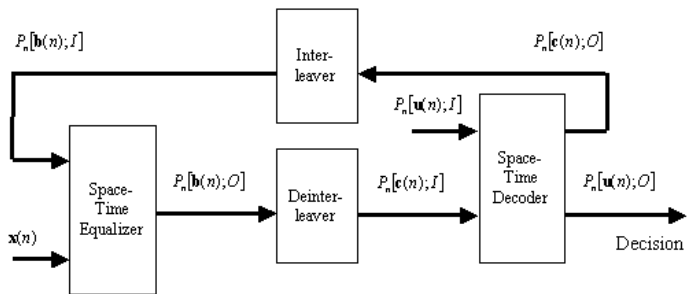 Pₙ[b(n);I]
Inter-
leaver
Pₙ[c(n);O]
Pₙ[u(n);I]
Space-
Time
Equalizer
Pₙ[b(n);O]
Deinter-
leaver
Pₙ[c(n);I]
Space-
Time
Decoder
Pₙ[u(n);O]
x(n)
Decision